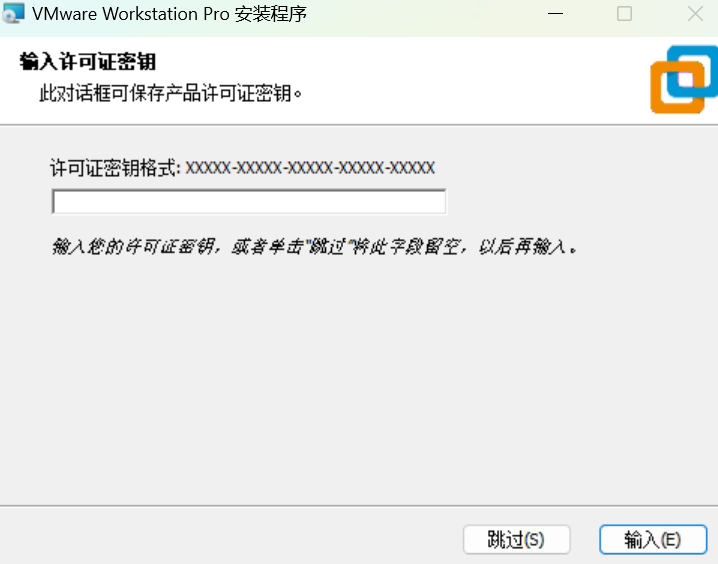 VMware Workstation Pro 安装程序
输入许可证密钥
此对话框可保存产品许可证密钥。
许可证密钥格式: XXXXX-XXXXX-XXXXX-XXXXX-XXXXX
输入您的许可证密钥，或者单击"跳过"将此字段留空，以后再输入。
跳过(S) 输入(E)